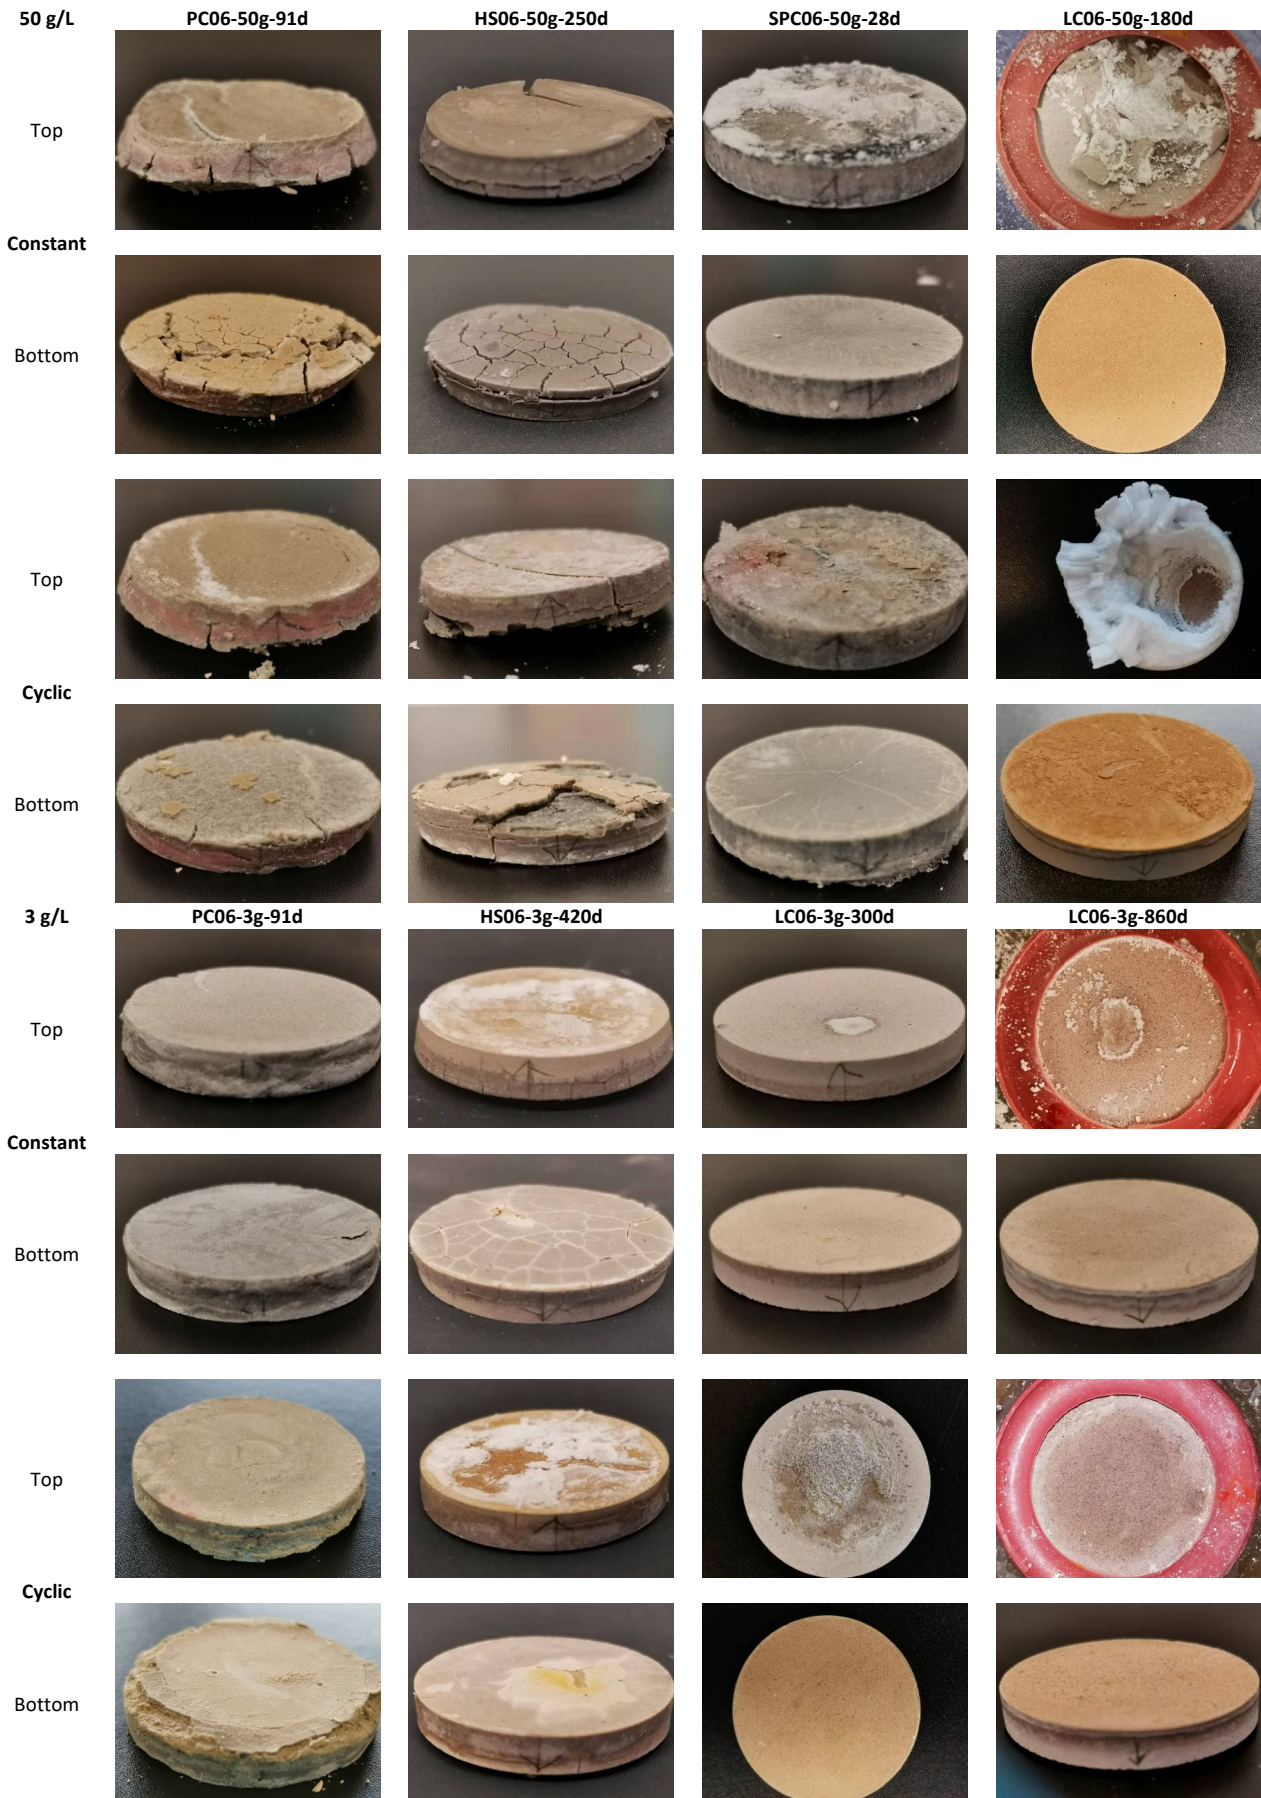 50 g/L PC06-50g-91d HS06-50g-250d SPC06-50g-28d LC06-50g-180d
Top
Constant
Bottom
Top
Cyclic
Bottom
3 g/L PC06-3g-91d HS06-3g-420d LC06-3g-300d LC06-3g-860d
Top
Constant
Bottom
Top
Cyclic
Bottom